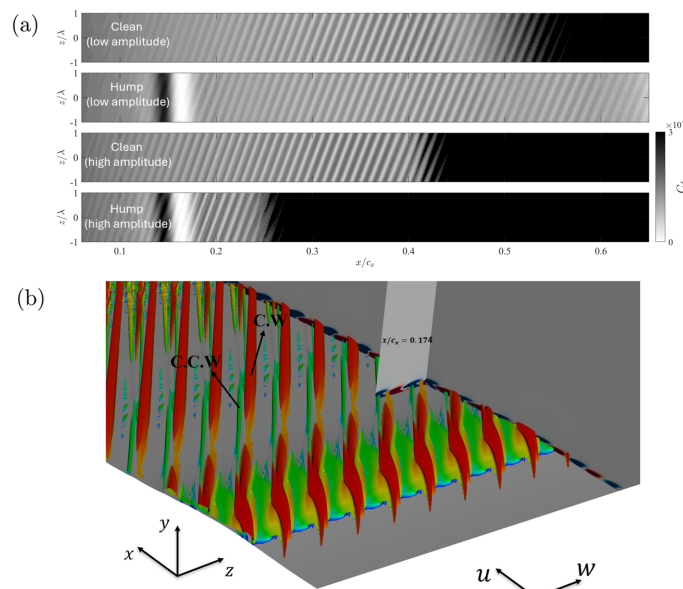 (a)
Clean
(low amplitude)
z/λ
1
0
-1
Hump
(low amplitude)
z/λ
1
0
-1
Clean
(high amplitude)
z/λ
1
0
-1
Hump
(high amplitude)
z/λ
1
0
-1
0.1 0.2 0.3 0.4 0.5 0.6
x/c_x
3
0
(b)
C.W
C.C.W
x/c_x = 0.174
y
x
z
u
w